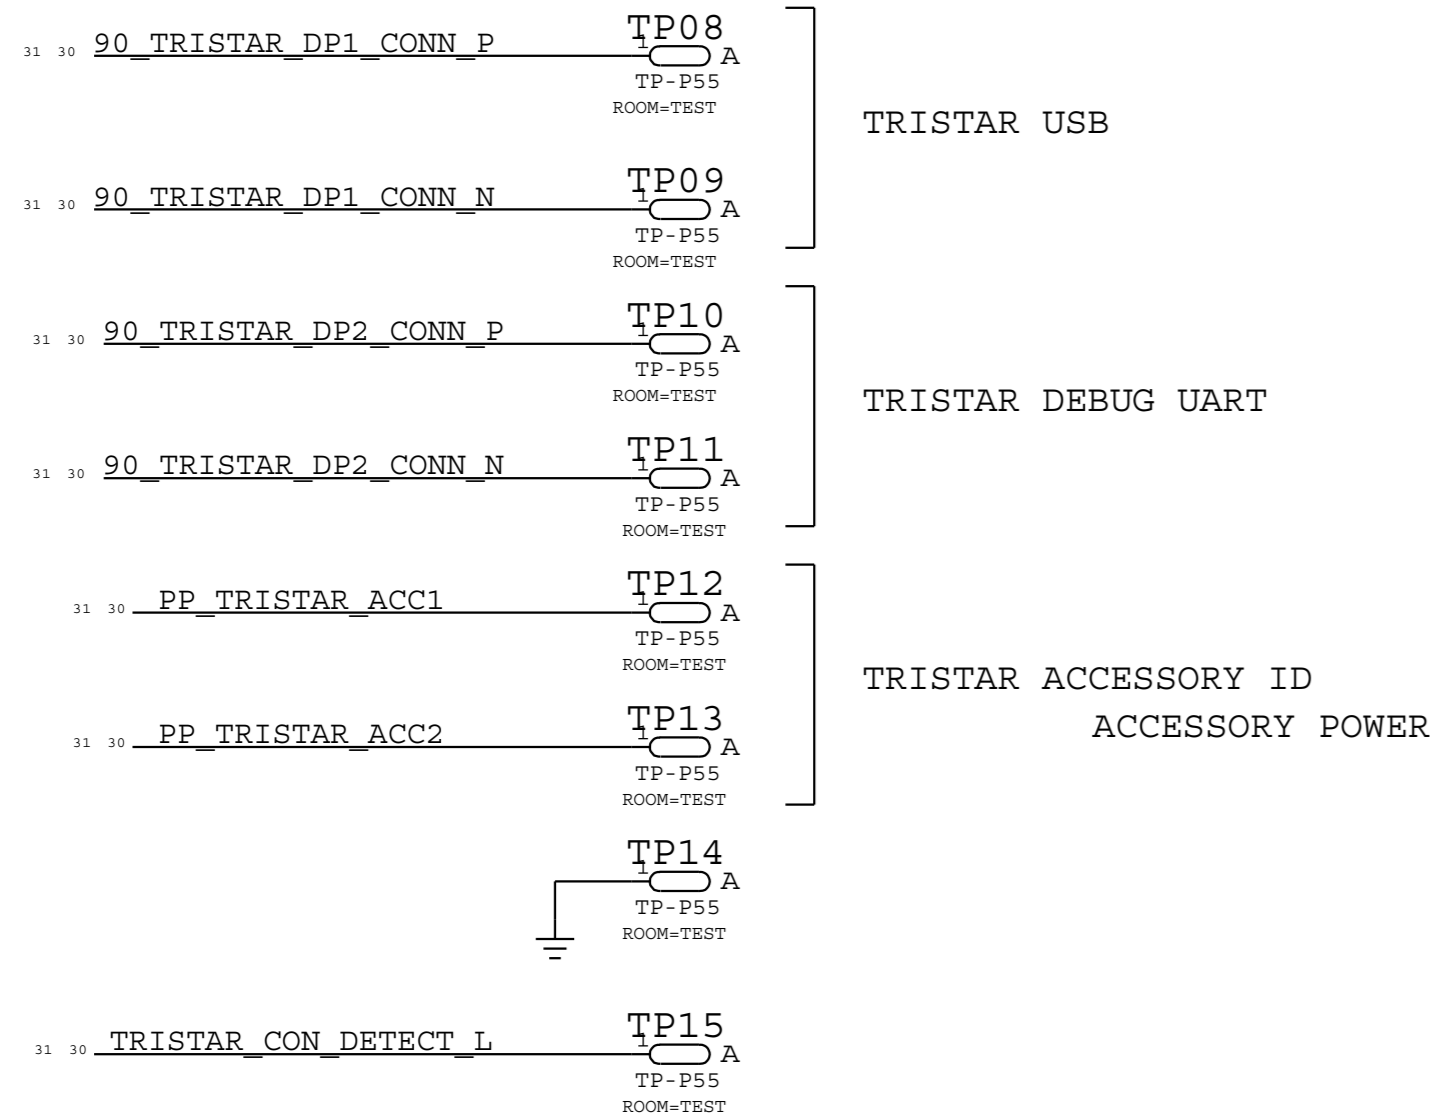 TP08
31 30 90_TRISTAR_DP1_CONN_P 1 A
TP-P55
ROOM=TEST
TRISTAR USB
TP09
31 30 90_TRISTAR_DP1_CONN_N 1 A
TP-P55
ROOM=TEST
TP10
31 30 90_TRISTAR_DP2_CONN_P 1 A
TP-P55
ROOM=TEST
TRISTAR DEBUG UART
TP11
31 30 90_TRISTAR_DP2_CONN_N 1 A
TP-P55
ROOM=TEST
TP12
31 30 PP_TRISTAR_ACC1 1 A
TP-P55
ROOM=TEST
TRISTAR ACCESSORY ID
ACCESSORY POWER
TP13
31 30 PP_TRISTAR_ACC2 1 A
TP-P55
ROOM=TEST
TP14
1 A
TP-P55
ROOM=TEST
TP15
31 30 TRISTAR_CON_DETECT_L 1 A
TP-P55
ROOM=TEST